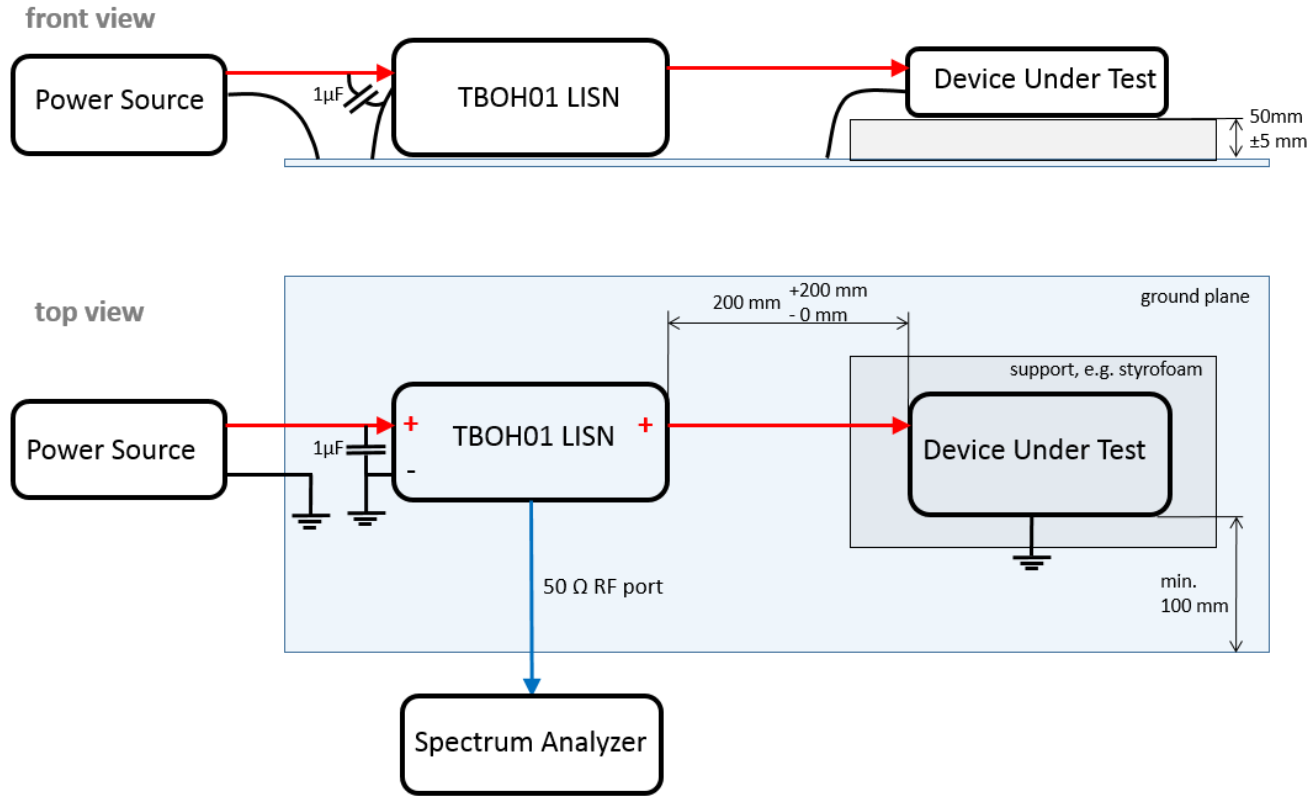 front view
Power Source
1µF
TBOH01 LISN
Device Under Test
50mm
±5 mm
top view
200 mm
+200 mm
- 0 mm
ground plane
support, e.g. styrofoam
Power Source
1µF
+
-
TBOH01 LISN
+
Device Under Test
50 Ω RF port
min.
100 mm
Spectrum Analyzer